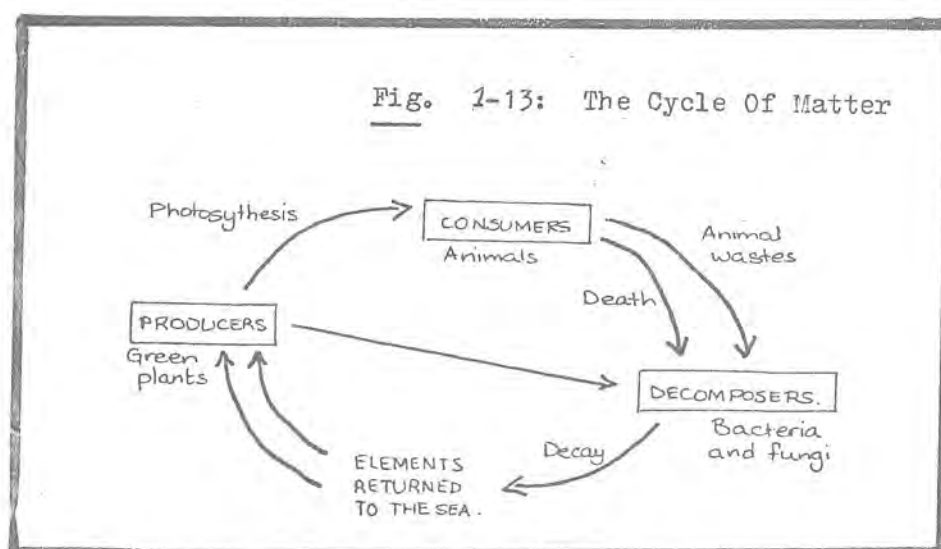 Fig. 1-13: The Cycle Of Matter
Photosythesis
CONSUMERS
Animals
Animal
wastes
Death
PRODUCERS
Green
plants
DECOMPOSERS.
Bacteria
and fungi
Decay
ELEMENTS
RETURNED
TO THE SEA.